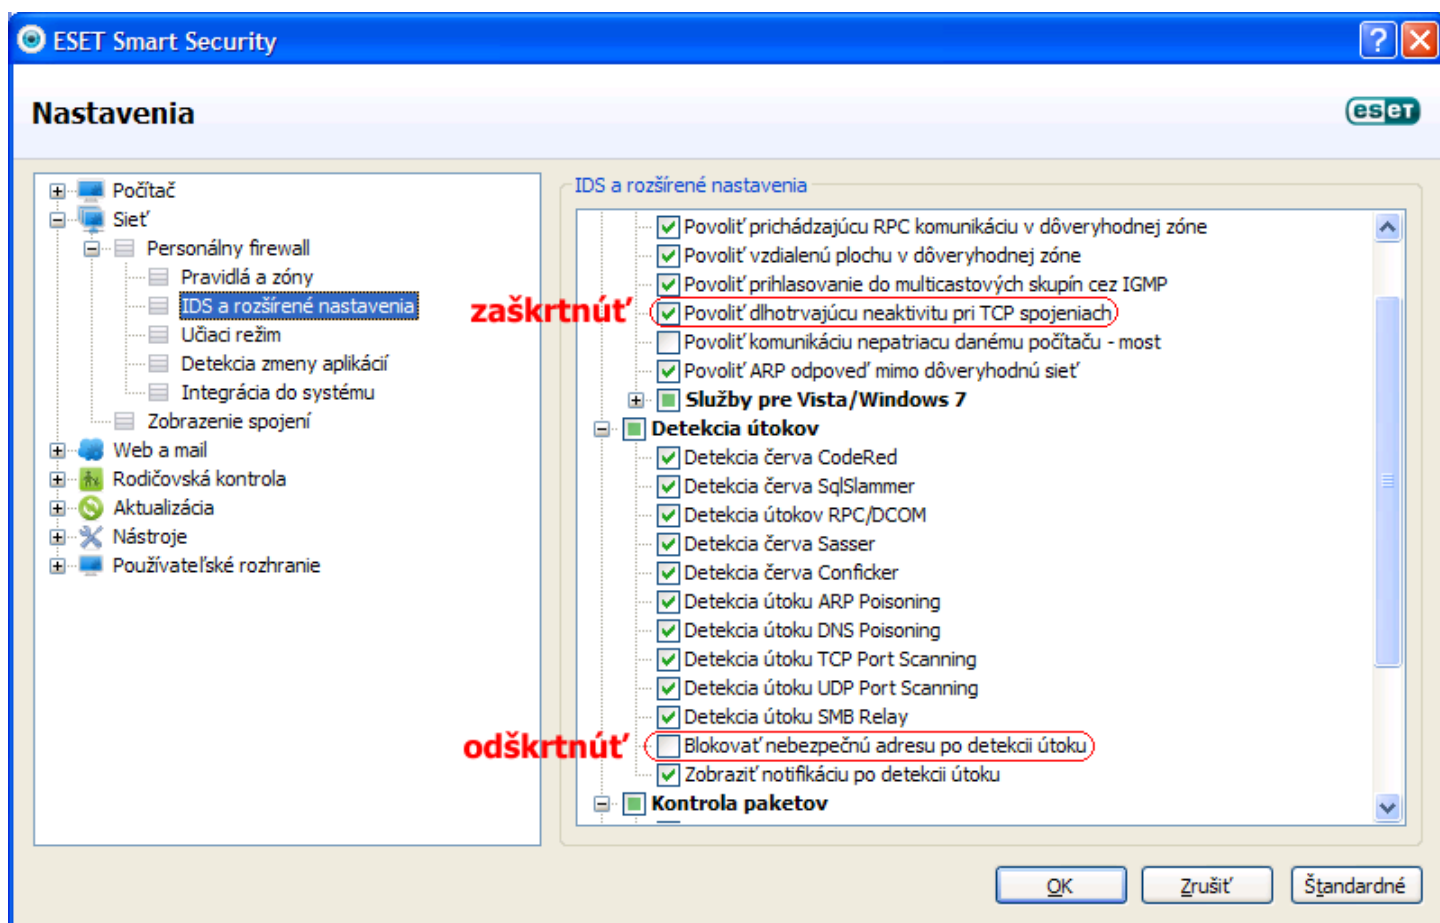 ESET Smart Security
Nastavenia
eseT
Počítač
Sieť
Personálny firewall
Pravidlá a zóny
IDS a rozšírené nastavenia
Učiaci režim
Detekcia zmeny aplikácií
Integrácia do systému
Zobrazenie spojení
Web a mail
Rodičovská kontrola
Aktualizácia
Nástroje
Používateľské rozhranie
IDS a rozšírené nastavenia
Povoliť prichádzajúcu RPC komunikáciu v dôveryhodnej zóne
Povoliť vzdialenú plochu v dôveryhodnej zóne
Povoliť prihlasovanie do multicastových skupín cez IGMP
zaškrtnúť Povoliť dlhotrvajúcu neaktivitu pri TCP spojeniach
Povoliť komunikáciu nepatriacu danému počítaču - most
Povoliť ARP odpoveď mimo dôveryhodnú sieť
Služby pre Vista/Windows 7
Detekcia útokov
Detekcia červa CodeRed
Detekcia červa SqlSlammer
Detekcia útokov RPC/DCOM
Detekcia červa Sasser
Detekcia červa Conficker
Detekcia útoku ARP Poisoning
Detekcia útoku DNS Poisoning
Detekcia útoku TCP Port Scanning
Detekcia útoku UDP Port Scanning
Detekcia útoku SMB Relay
odškrtnúť Blokovať nebezpečnú adresu po detekcii útoku
Zobraziť notifikáciu po detekcii útoku
Kontrola paketov
OK Zrušiť Štandardné